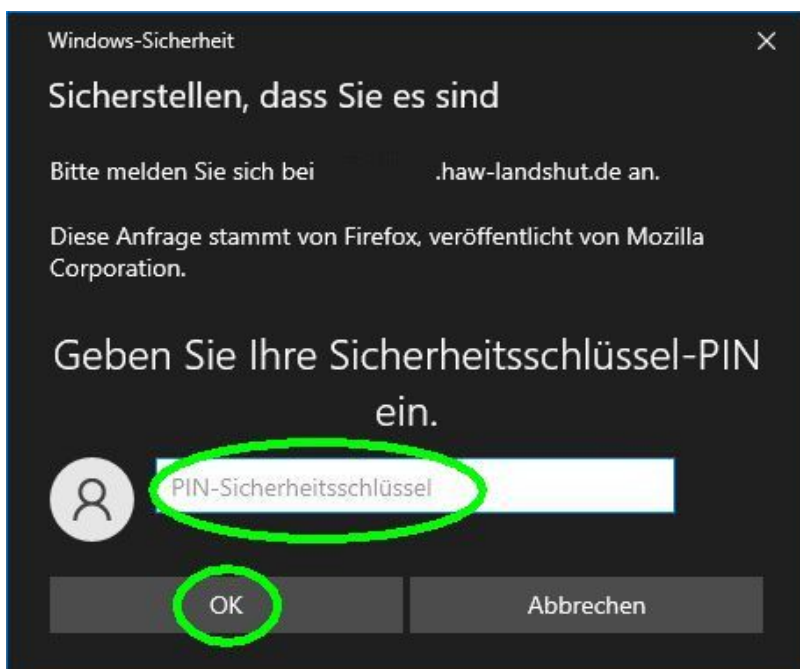 Windows-Sicherheit
Sicherstellen, dass Sie es sind
Bitte melden Sie sich bei .haw-landshut.de an.
Diese Anfrage stammt von Firefox, veröffentlicht von Mozilla
Corporation.
Geben Sie Ihre Sicherheitsschlüssel-PIN
ein.
PIN-Sicherheitsschlüssel
OK Abbrechen